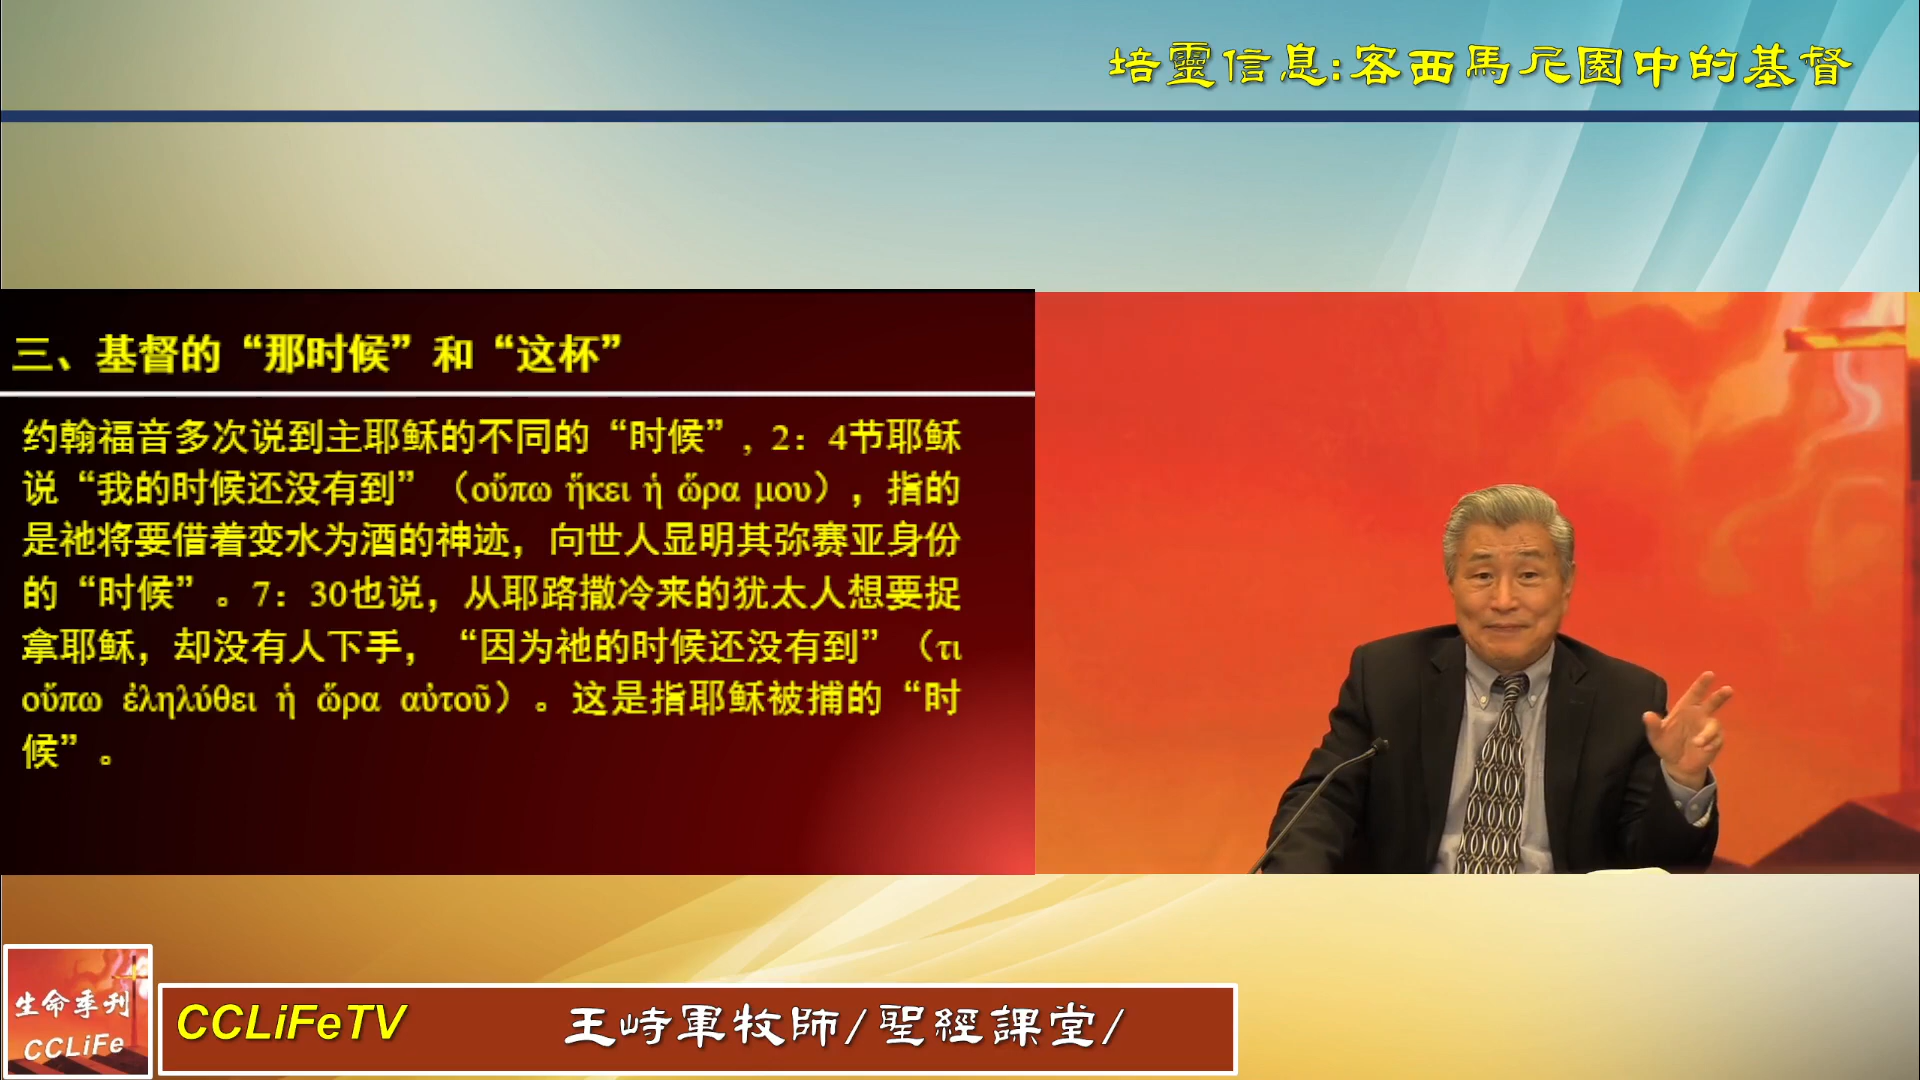 培靈信息:客西馬尼園中的基督
三、基督的“那时候”和“这杯”
约翰福音多次说到主耶稣的不同的“时候”, 2：4节耶稣
说“我的时候还没有到”（οὔπω ἥκει ἡ ὥρα μου），指的
是祂将要借着变水为酒的神迹，向世人显明其弥赛亚身份
的“时候”。7：30也说，从耶路撒冷来的犹太人想要捉
拿耶稣，却没有人下手，“因为祂的时候还没有到”（τι
οὔπω ἐληλύθει ἡ ὥρα αὐτοῦ）。这是指耶稣被捕的“时
候”。
生命季刊
CCLiFe
CCLiFeTV 王峙軍牧師/聖經課堂/